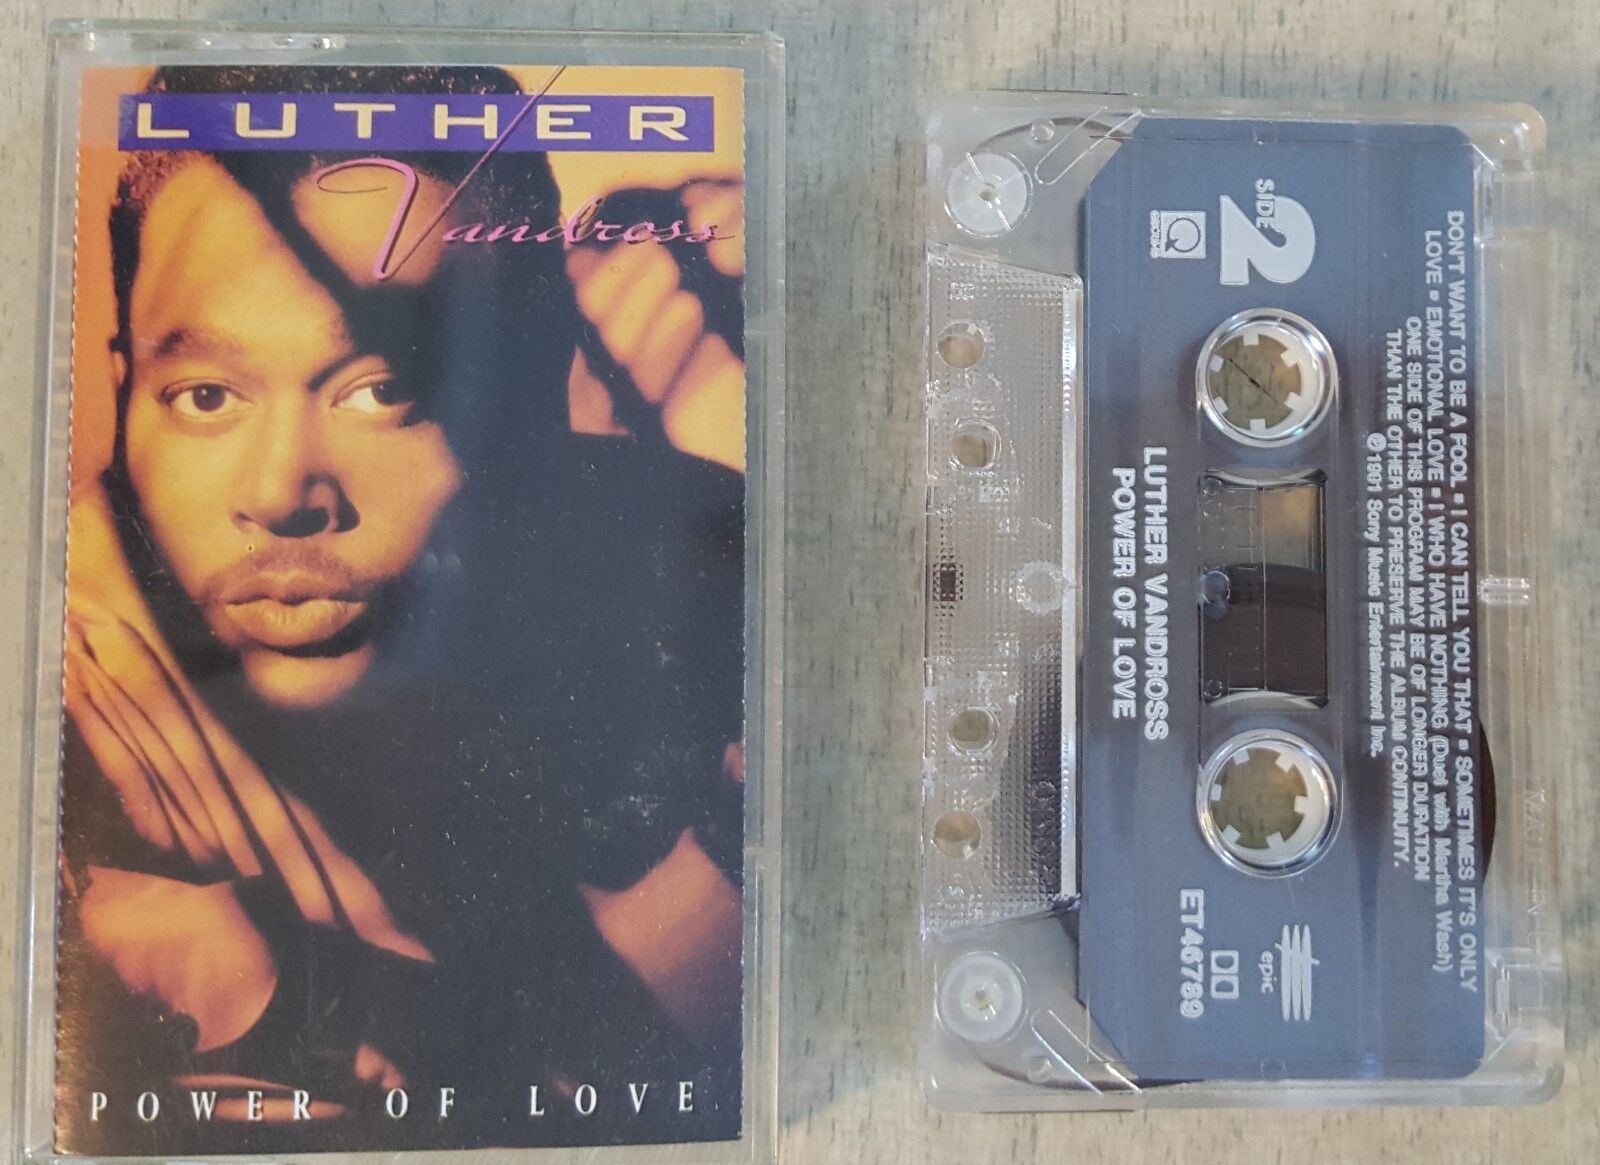 LUTHER
Vandross
POWER OF LOVE
SIDE
2
DON'T WANT TO BE A FOOL • I CAN TELL YOU THAT • SOMETIMES IT'S ONLY
LOVE • EMOTIONAL LOVE • I WHO HAVE NOTHING (Duet with Martha Wash)
ONE SIDE OF THIS PROGRAM MAY BE OF LONGER DURATION
THAN THE OTHER TO PRESERVE THE ALBUM CONTINUITY.
℗1991 Sony Music Entertainment Inc.
LUTHER VANDROSS
POWER OF LOVE
epic
ET46789